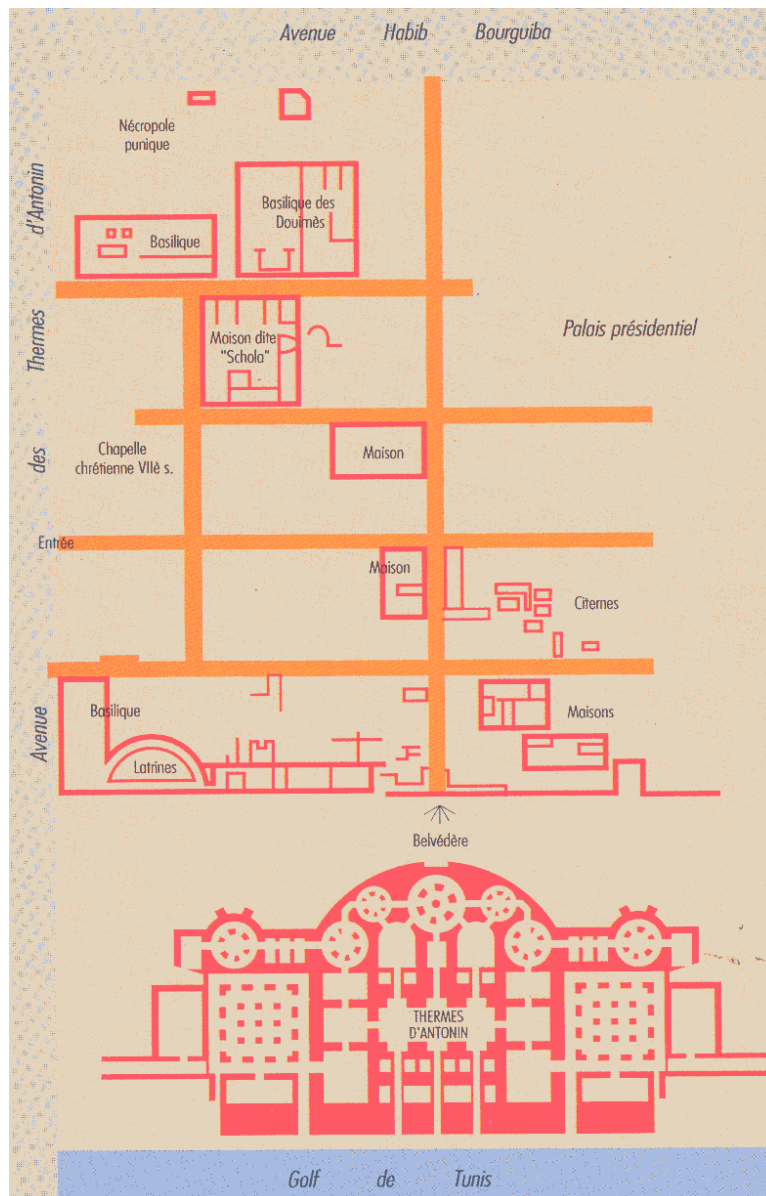 Avenue Habib Bourguiba
Nécropole
punique
Basilique des
Douimès
Basilique
Avenue des Thermes d'Antonin
Maison dite
"Schola"
Palais présidentiel
Chapelle
chrétienne VIIè s.
Maison
Entrée
Maison
Citernes
Basilique
Maisons
Latrines
Belvédère
THERMES
D'ANTONIN
Golf de Tunis